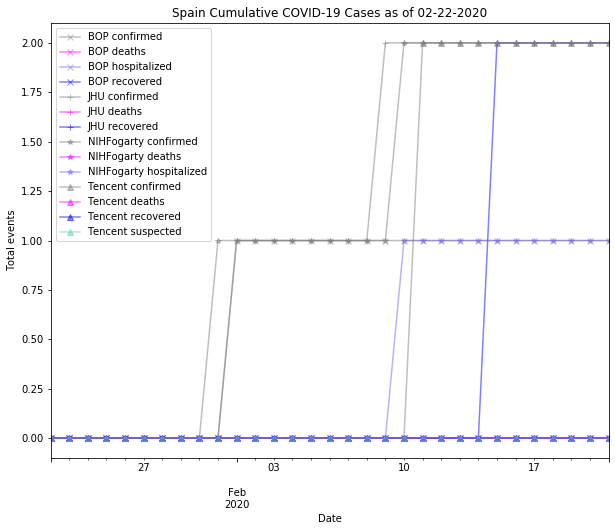 Spain Cumulative COVID-19 Cases as of 02-22-2020
BOP confirmed
BOP deaths
BOP hospitalized
BOP recovered
JHU confirmed
JHU deaths
JHU recovered
NIHFogarty confirmed
NIHFogarty deaths
NIHFogarty hospitalized
Tencent confirmed
Tencent deaths
Tencent recovered
Tencent suspected
Total events
2.00
1.75
1.50
1.25
1.00
0.75
0.50
0.25
0.00
27 03 10 17
Feb
2020
Date